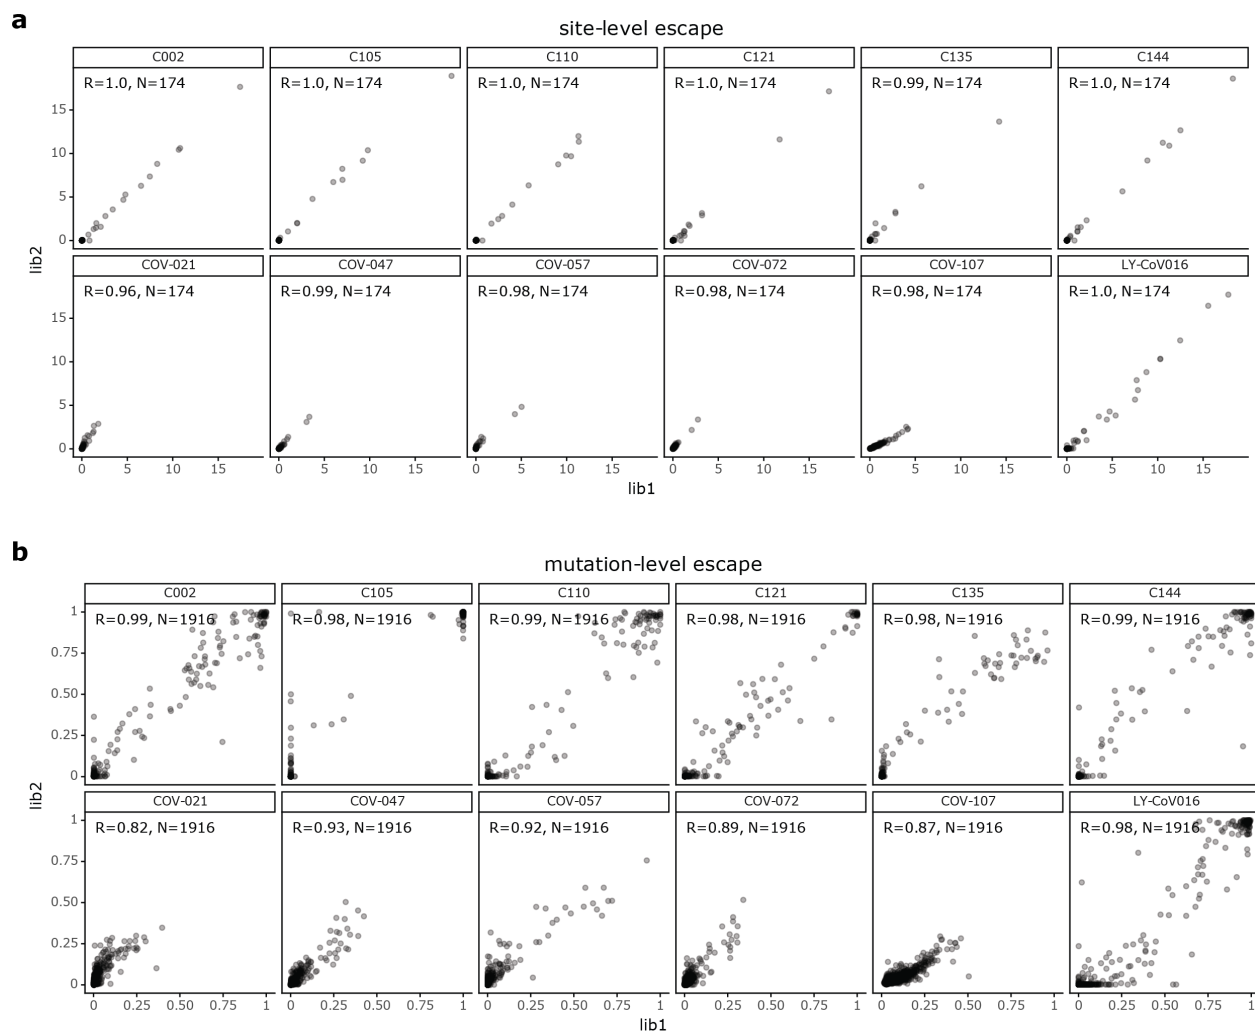 a
site-level escape
C002 C105 C110 C121 C135 C144
R=1.0, N=174 R=1.0, N=174 R=1.0, N=174 R=1.0, N=174 R=0.99, N=174 R=1.0, N=174
15
10
5
0
lib2
COV-021 COV-047 COV-057 COV-072 COV-107 LY-CoV016
R=0.96, N=174 R=0.99, N=174 R=0.98, N=174 R=0.98, N=174 R=0.98, N=174 R=1.0, N=174
15
10
5
0
0 5 10 15 0 5 10 15 0 5 10 15 0 5 10 15 0 5 10 15 0 5 10 15
lib1
b
mutation-level escape
C002 C105 C110 C121 C135 C144
1
R=0.99, N=1916 R=0.98, N=1916 R=0.99, N=1916 R=0.98, N=1916 R=0.98, N=1916 R=0.99, N=1916
0.75
0.50
0.25
0
lib2
COV-021 COV-047 COV-057 COV-072 COV-107 LY-CoV016
1
R=0.82, N=1916 R=0.93, N=1916 R=0.92, N=1916 R=0.89, N=1916 R=0.87, N=1916 R=0.98, N=1916
0.75
0.50
0.25
0
0 0.25 0.50 0.75 1 0 0.25 0.50 0.75 1 0 0.25 0.50 0.75 1 0 0.25 0.50 0.75 1 0 0.25 0.50 0.75 1 0 0.25 0.50 0.75 1
lib1